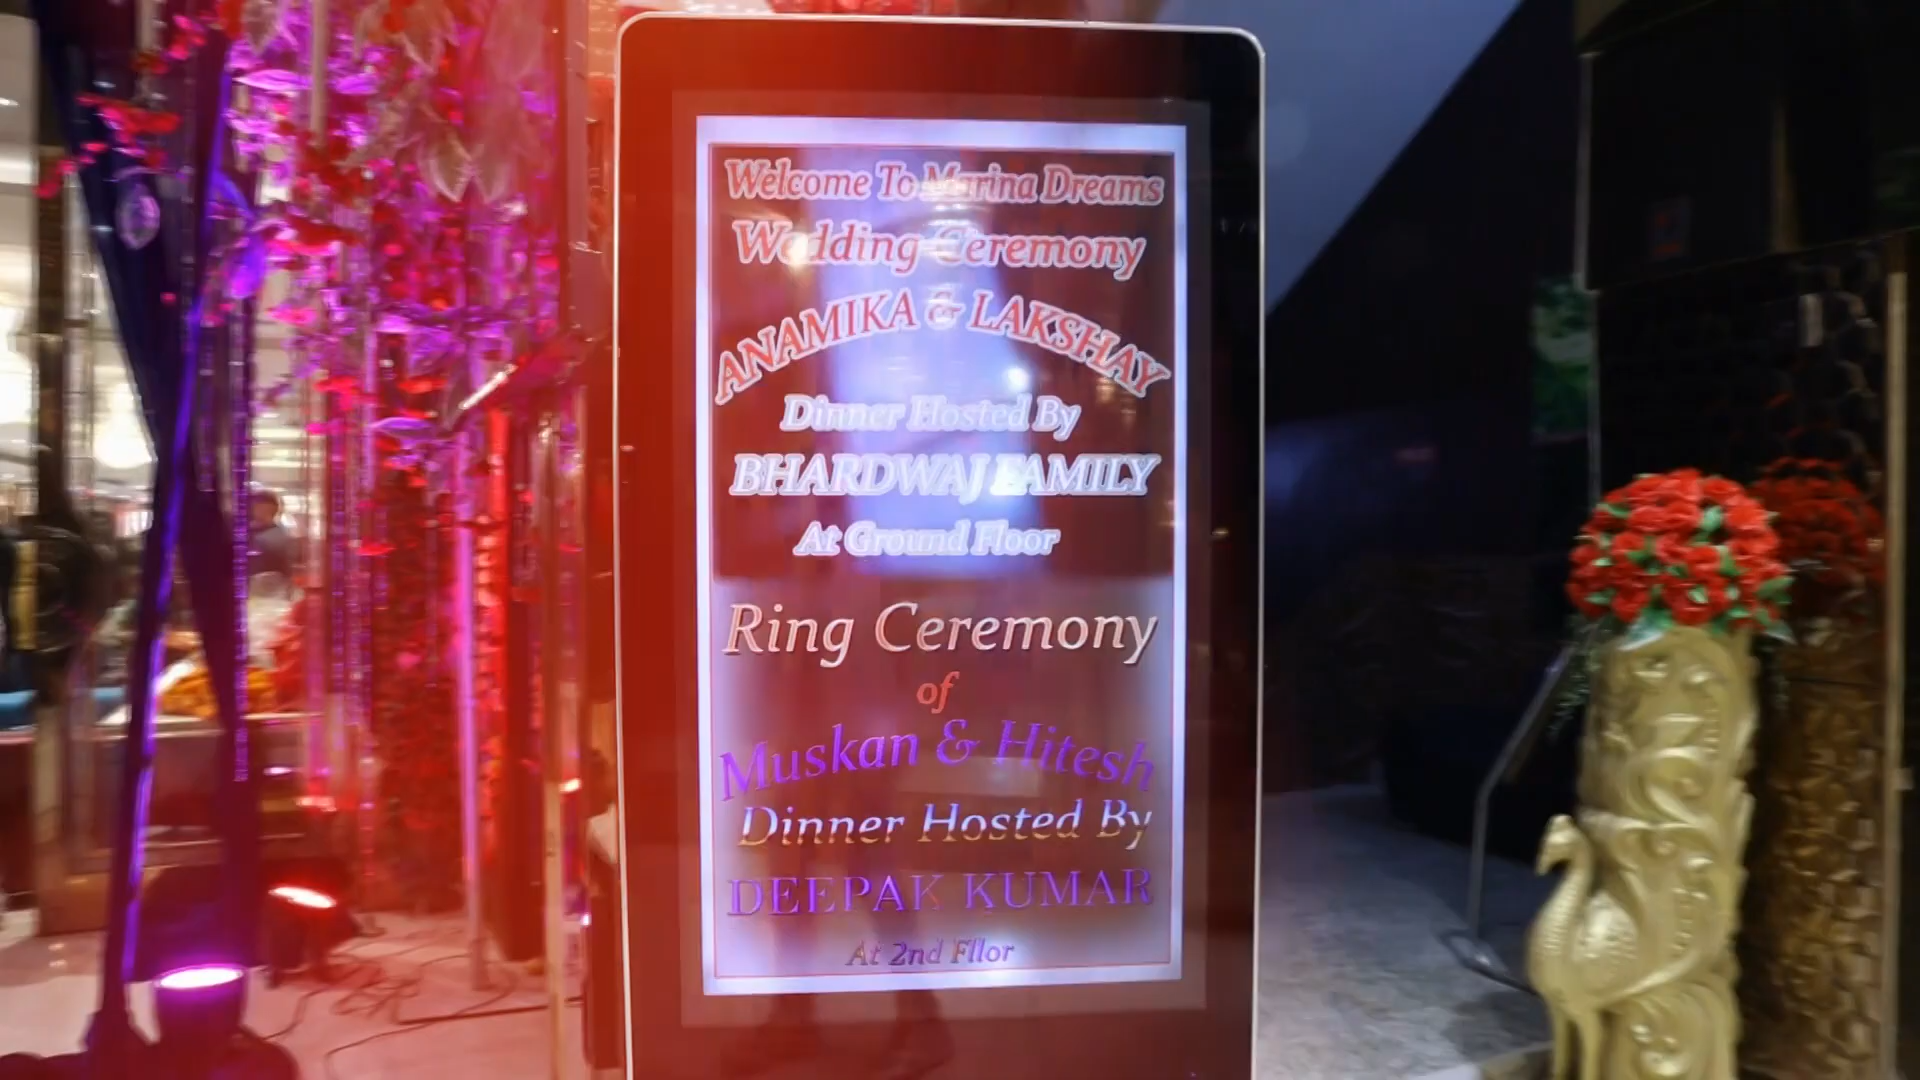 Welcome To Marina Dreams
Wedding Ceremony
ANAMIKA & LAKSHAY
Dinner Hosted By
BHARDWAJ FAMILY
At Ground Floor
Ring Ceremony
of
Muskan & Hitesh
Dinner Hosted By
DEEPAK KUMAR
At 2nd Fllor